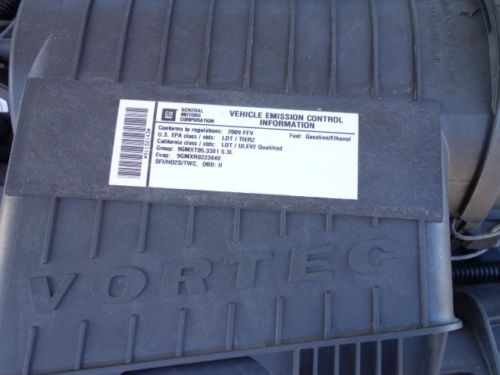 GM
GENERAL
MOTORS
CORPORATION
VEHICLE EMISSION CONTROL
INFORMATION
Conforms to regulations: 2009 FFV
Fuel: Gasoline/Ethanol
U.S. EPA class / stds: LDT / TIER2
California class / stds: LDT / ULEV2 Qualified
Group: 9GMXT05.3381 5.3L
Evap: 9GMXR0223840
SFI/HO2S/TWC, OBD: II
VORTEC